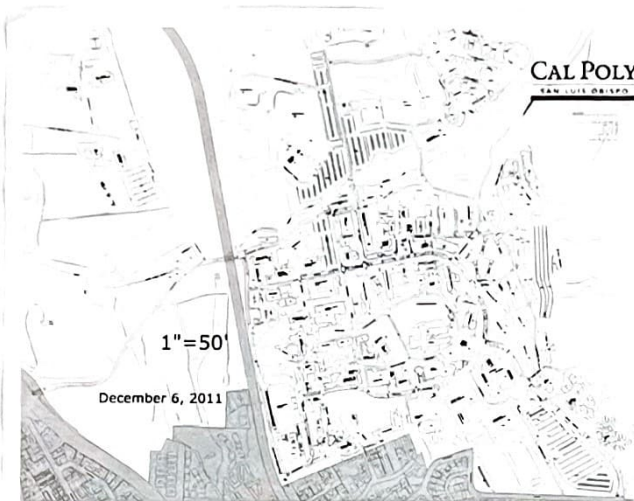 CAL POLY
SAN LUIS OBISPO
1"=50'
December 6, 2011